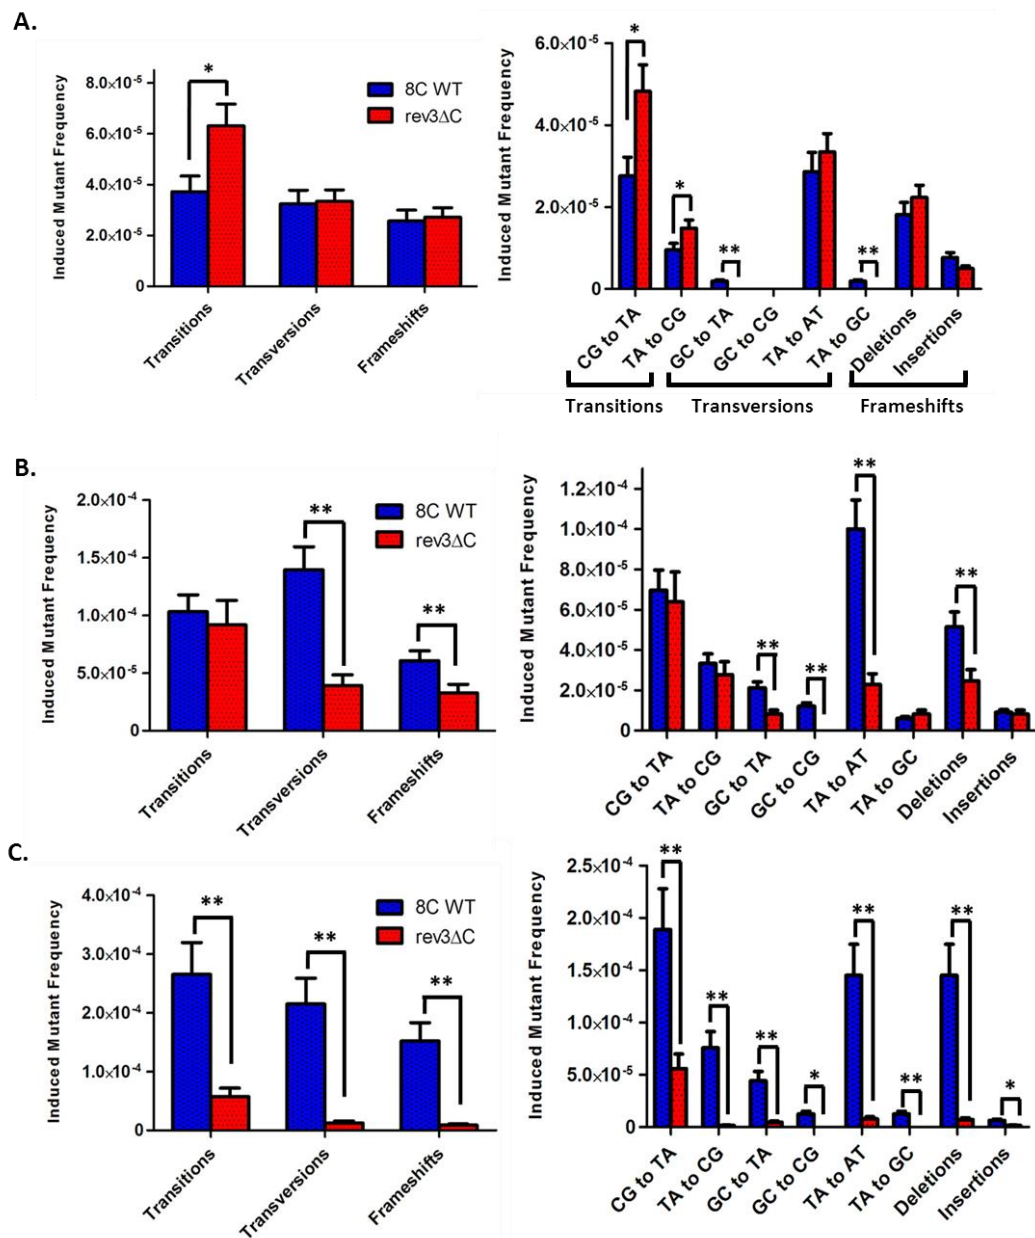 A.
Induced Mutant Frequency
8.0×10⁻⁵
6.0×10⁻⁵
4.0×10⁻⁵
2.0×10⁻⁵
0
*
8C WT
rev3ΔC
Transitions
Transversions
Frameshifts
Induced Mutant Frequency
6.0×10⁻⁵
4.0×10⁻⁵
2.0×10⁻⁵
0
*
*
**
**
CG to TA
TA to CG
GC to TA
GC to CG
TA to AT
TA to GC
Deletions
Insertions
Transitions
Transversions
Frameshifts
B.
Induced Mutant Frequency
2.0×10⁻⁴
1.5×10⁻⁴
1.0×10⁻⁴
5.0×10⁻⁵
0
**
**
8C WT
rev3ΔC
Transitions
Transversions
Frameshifts
Induced Mutant Frequency
1.2×10⁻⁴
1.0×10⁻⁴
8.0×10⁻⁵
6.0×10⁻⁵
4.0×10⁻⁵
2.0×10⁻⁵
0
**
**
**
**
CG to TA
TA to CG
GC to TA
GC to CG
TA to AT
TA to GC
Deletions
Insertions
C.
Induced Mutant Frequency
4.0×10⁻⁴
3.0×10⁻⁴
2.0×10⁻⁴
1.0×10⁻⁴
0
**
**
**
8C WT
rev3ΔC
Transitions
Transversions
Frameshifts
Induced Mutant Frequency
2.5×10⁻⁴
2.0×10⁻⁴
1.5×10⁻⁴
1.0×10⁻⁴
5.0×10⁻⁵
0
**
**
**
*
**
**
**
*
CG to TA
TA to CG
GC to TA
GC to CG
TA to AT
TA to GC
Deletions
Insertions